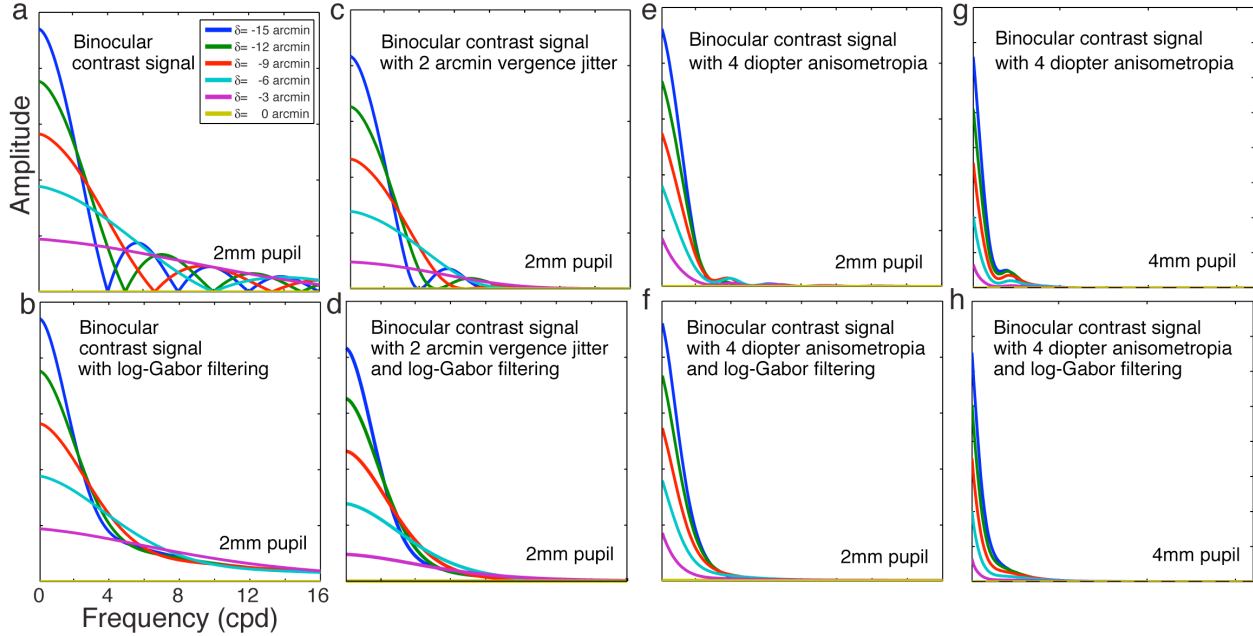 a
Binocular
contrast signal
δ= -15 arcmin
δ= -12 arcmin
δ= -9 arcmin
δ= -6 arcmin
δ= -3 arcmin
δ= 0 arcmin
2mm pupil
Amplitude
b
Binocular
contrast signal
with log-Gabor filtering
2mm pupil
0 4 8 12 16
Frequency (cpd)
c
Binocular contrast signal
with 2 arcmin vergence jitter
2mm pupil
d
Binocular contrast signal
with 2 arcmin vergence jitter
and log-Gabor filtering
2mm pupil
e
Binocular contrast signal
with 4 diopter anisometropia
2mm pupil
f
Binocular contrast signal
with 4 diopter anisometropia
and log-Gabor filtering
2mm pupil
g
Binocular contrast signal
with 4 diopter anisometropia
4mm pupil
h
Binocular contrast signal
with 4 diopter anisometropia
and log-Gabor filtering
4mm pupil